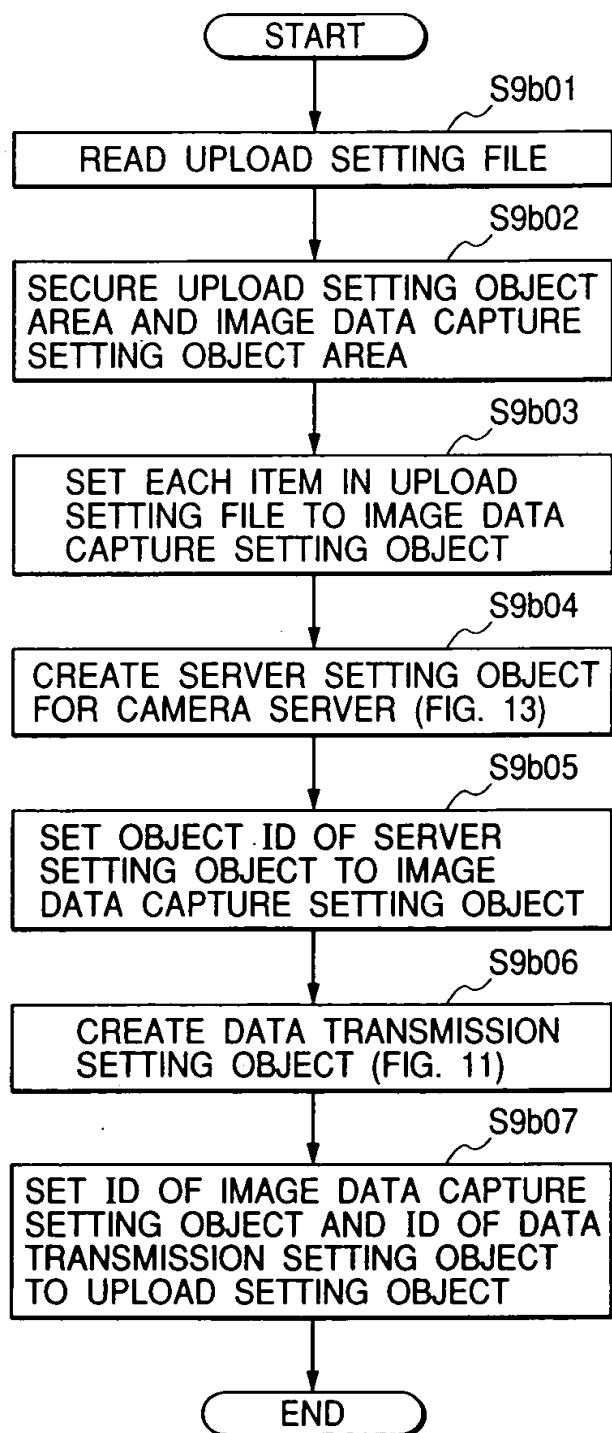 START
S9b01
READ UPLOAD SETTING FILE
S9b02
SECURE UPLOAD SETTING OBJECT
AREA AND IMAGE DATA CAPTURE
SETTING OBJECT AREA
S9b03
SET EACH ITEM IN UPLOAD
SETTING FILE TO IMAGE DATA
CAPTURE SETTING OBJECT
S9b04
CREATE SERVER SETTING OBJECT
FOR CAMERA SERVER (FIG. 13)
S9b05
SET OBJECT ID OF SERVER
SETTING OBJECT TO IMAGE
DATA CAPTURE SETTING OBJECT
S9b06
CREATE DATA TRANSMISSION
SETTING OBJECT (FIG. 11)
S9b07
SET ID OF IMAGE DATA CAPTURE
SETTING OBJECT AND ID OF DATA
TRANSMISSION SETTING OBJECT
TO UPLOAD SETTING OBJECT
END